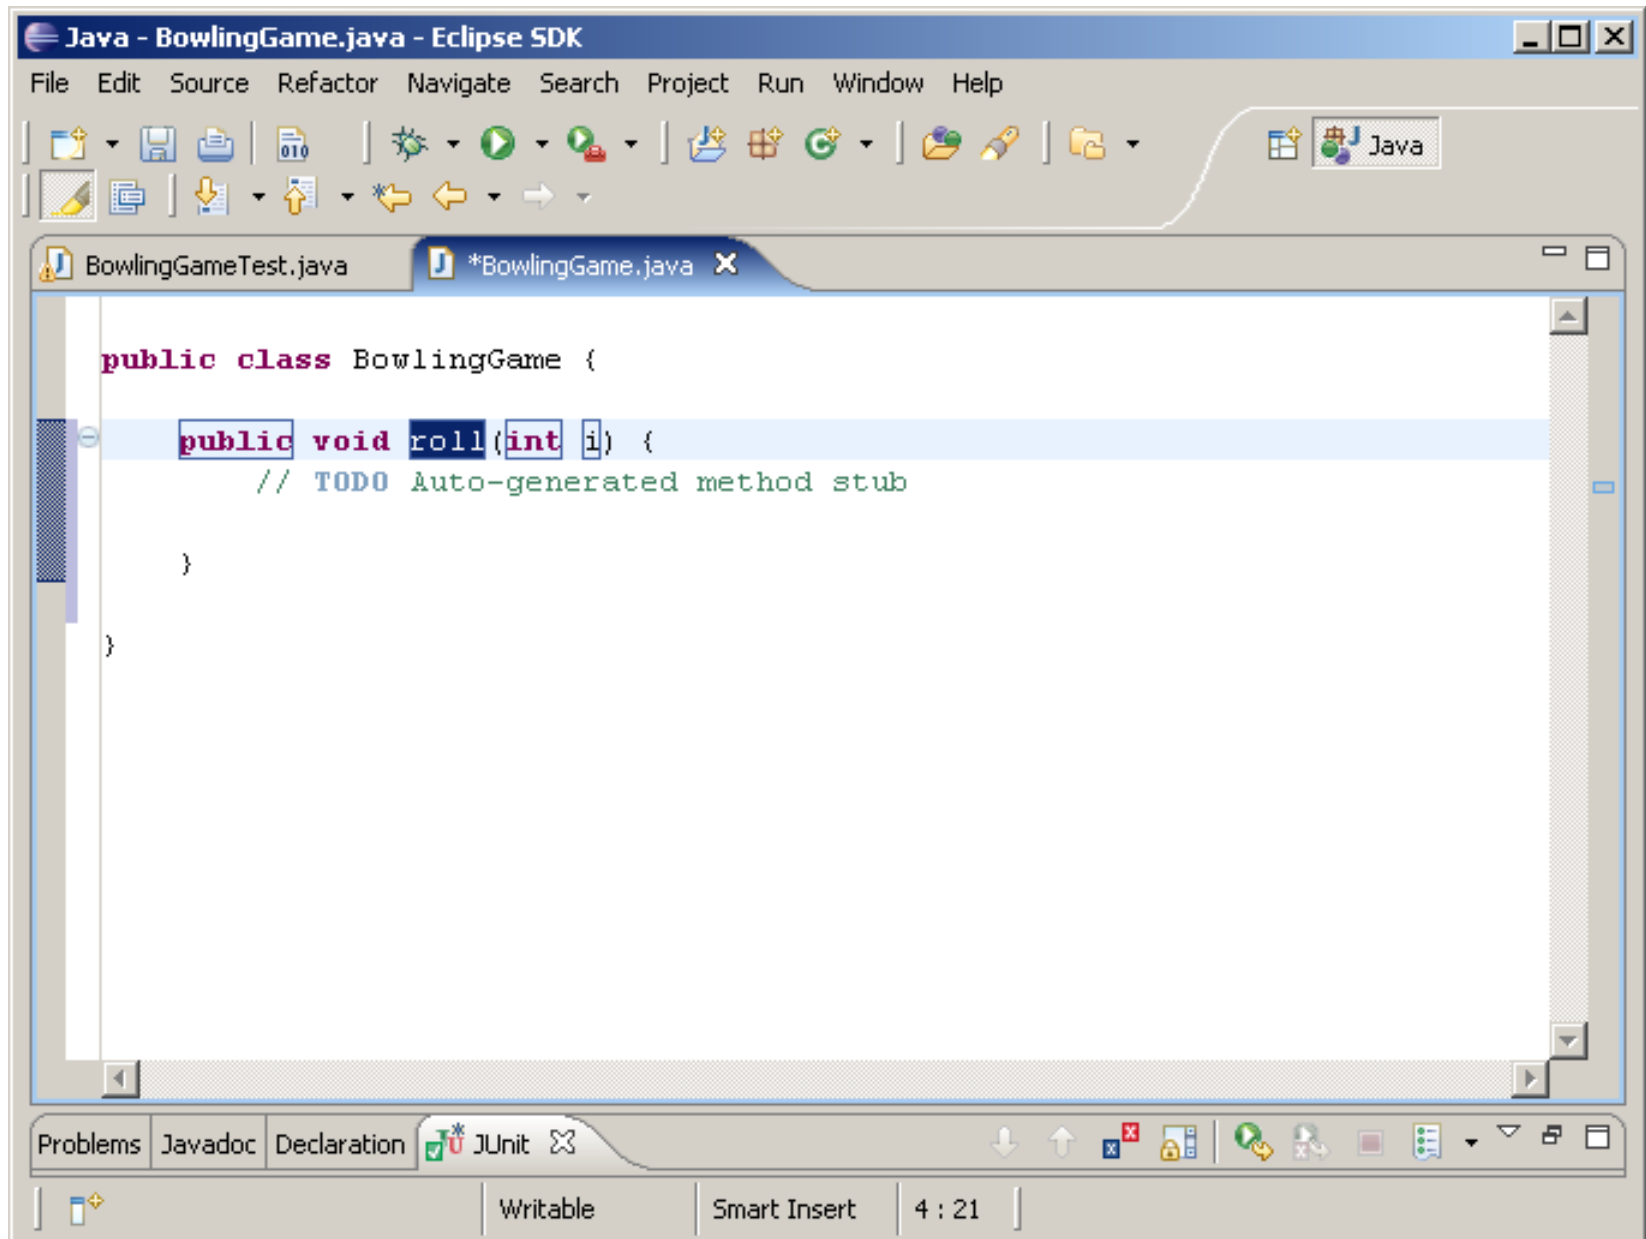 Java - BowlingGame.java - Eclipse SDK
File Edit Source Refactor Navigate Search Project Run Window Help
010
Java
BowlingGameTest.java *BowlingGame.java
public class BowlingGame {
public void roll(int i) {
// TODO Auto-generated method stub
}
}
Problems Javadoc Declaration JUnit
Writable Smart Insert 4 : 21